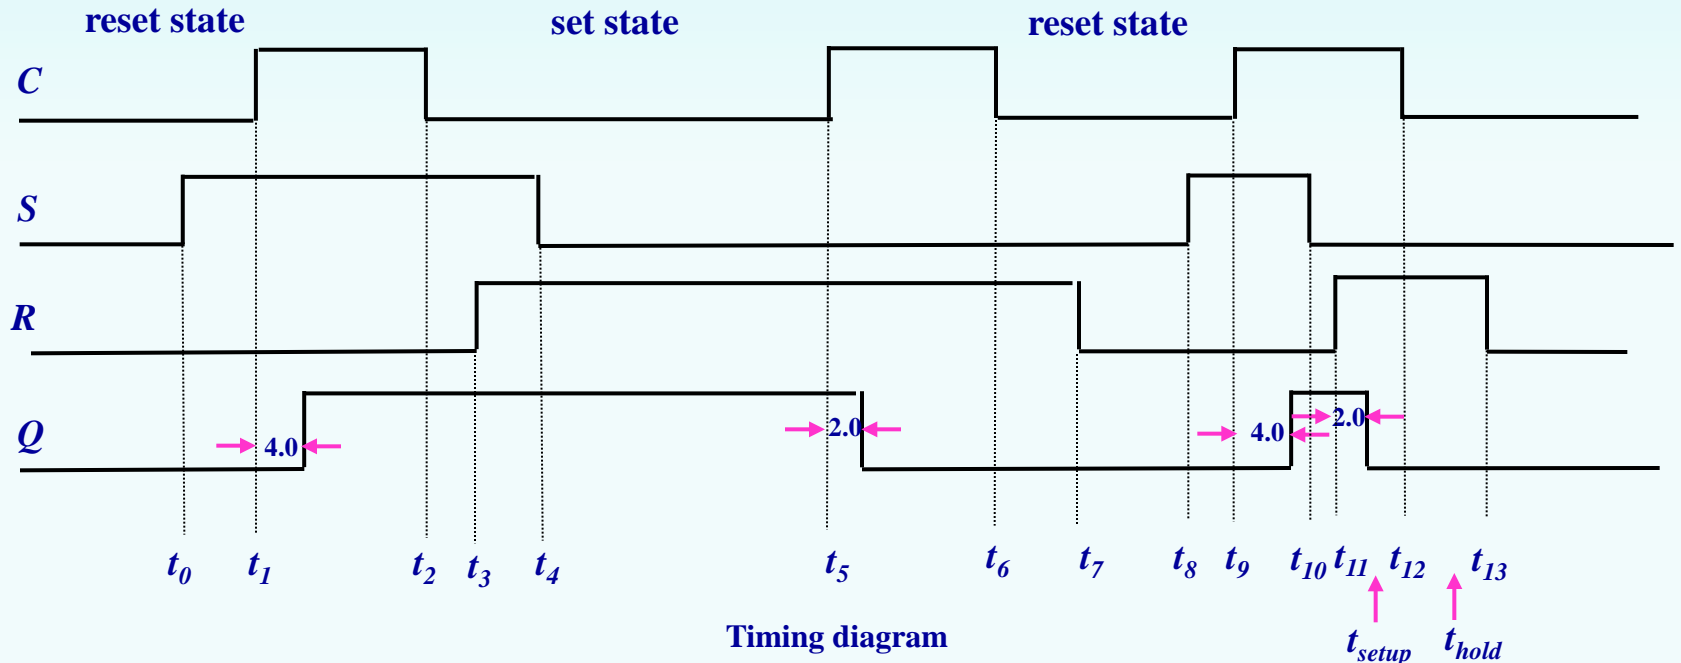 reset state set state reset state
C
S
R
Q
4.0 2.0 4.0 2.0
t0 t1 t2 t3 t4 t5 t6 t7 t8 t9 t10 t11 t12 t13
Timing diagram
tsetup thold